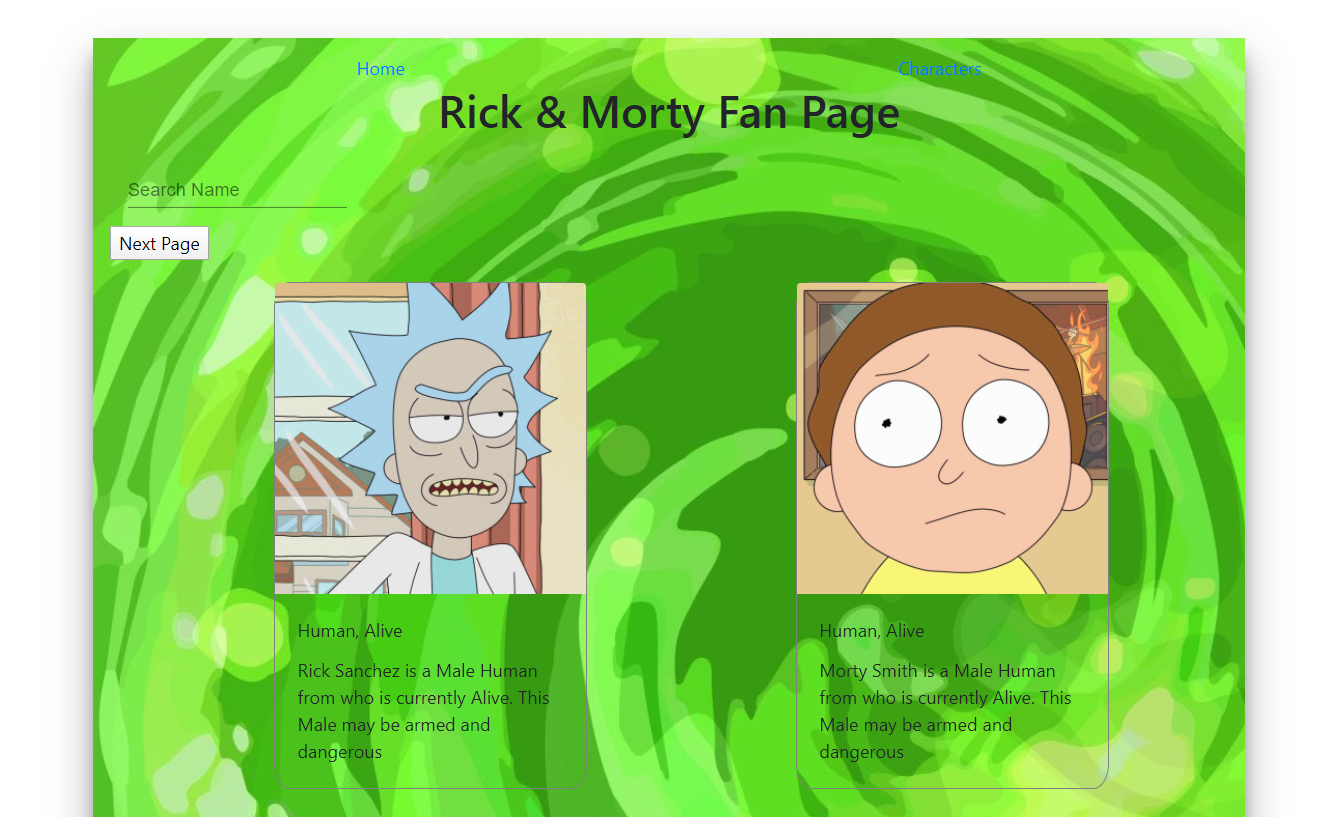 Home Characters
Rick & Morty Fan Page
Search Name
Next Page
Human, Alive
Rick Sanchez is a Male Human
from who is currently Alive. This
Male may be armed and
dangerous
Human, Alive
Morty Smith is a Male Human
from who is currently Alive. This
Male may be armed and
dangerous